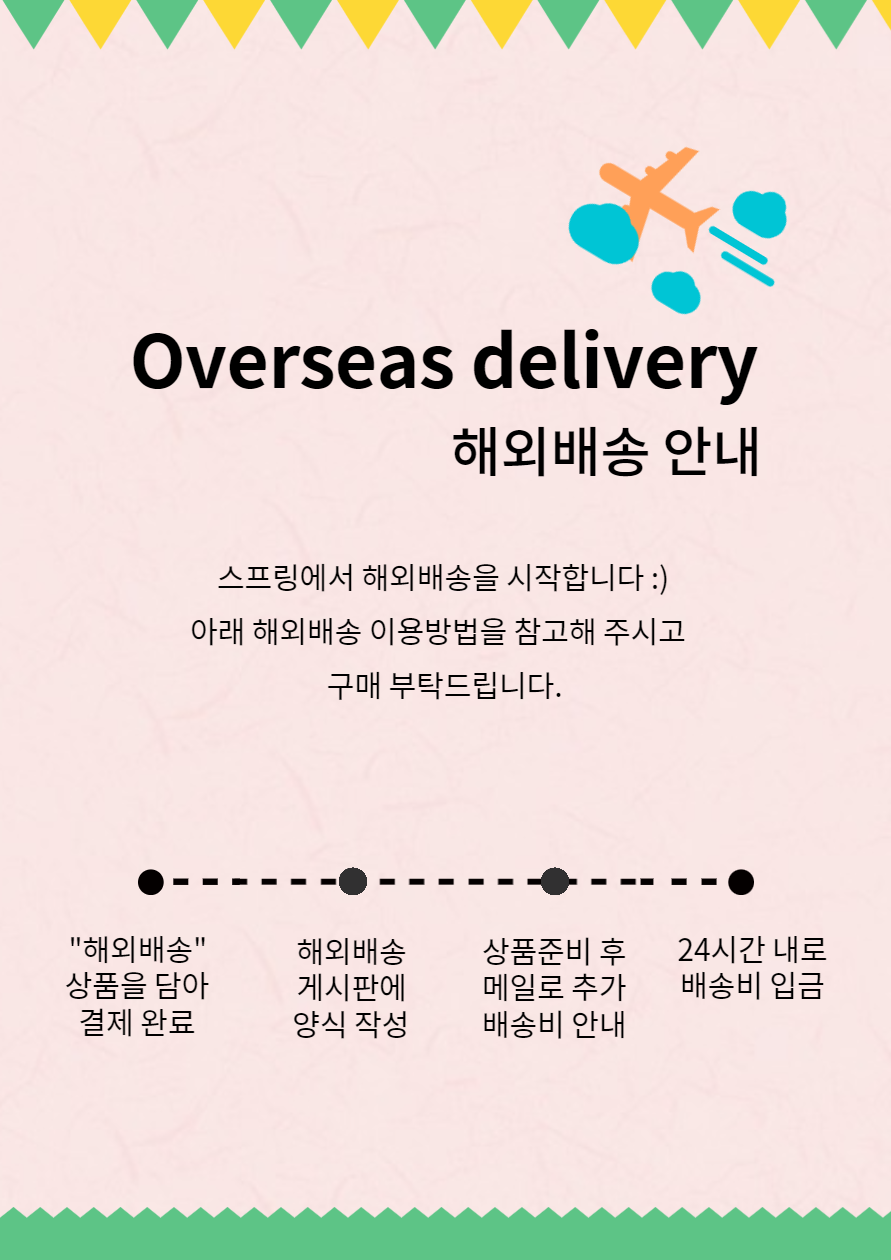 Overseas delivery
해외배송 안내
스프링에서 해외배송을 시작합니다 :)
아래 해외배송 이용방법을 참고해 주시고
구매 부탁드립니다.
"해외배송"
상품을 담아
결제 완료
해외배송
게시판에
양식 작성
상품준비 후
메일로 추가
배송비 안내
24시간 내로
배송비 입금